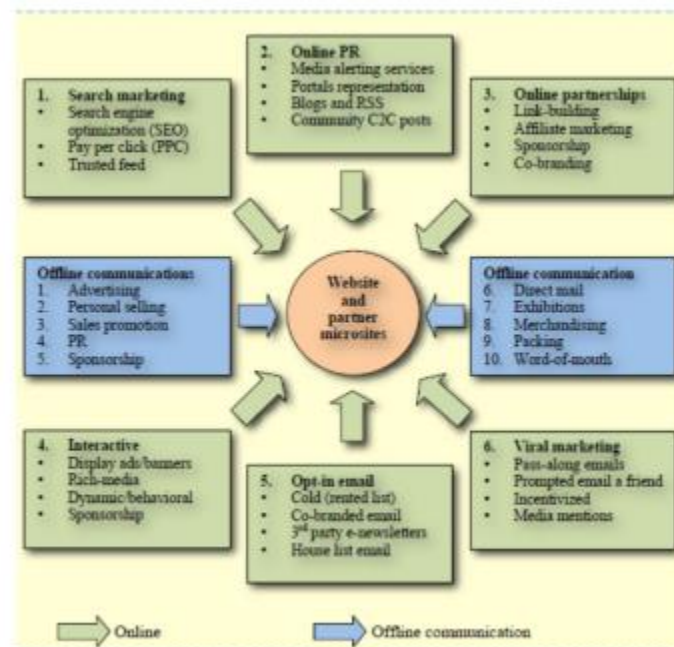 1. Search marketing
• Search engine
optimization (SEO)
• Pay per click (PPC)
• Trusted feed
2. Online PR
• Media alerting services
• Portals representation
• Blogs and RSS
• Community C2C posts
3. Online partnerships
• Link-building
• Affiliate marketing
• Sponsorship
• Co-branding
Offline communications
1. Advertising
2. Personal selling
3. Sales promotion
4. PR
5. Sponsorship
Website
and
partner
microsites
Offline communication
6. Direct mail
7. Exhibitions
8. Merchandising
9. Packing
10. Word-of-mouth
4. Interactive
• Display ads/banners
• Rich-media
• Dynamic/behavioral
• Sponsorship
5. Opt-in email
• Cold (rented list)
• Co-branded email
• 3rd party e-newsletters
• House list email
6. Viral marketing
• Pass-along emails
• Prompted email a friend
• Incentivized
• Media mentions
Online
Offline communication